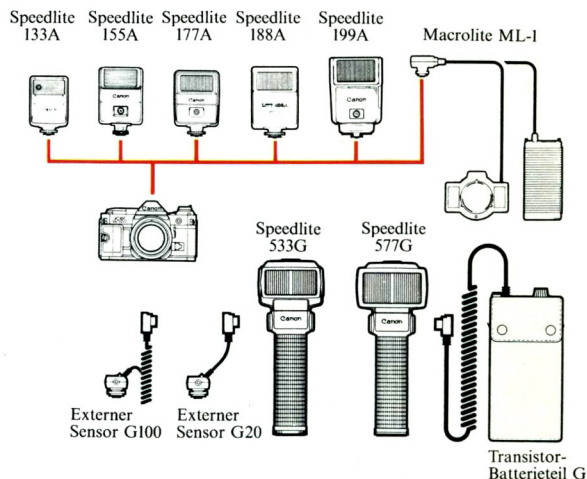 Speedlite
133A
Speedlite
155A
Speedlite
177A
Speedlite
188A
Speedlite
199A
Macrolite ML-1
Canon
Canon
Canon
Canon
Speedlite
533G
Speedlite
577G
Canon
Canon
Externer
Sensor G100
Externer
Sensor G20
Transistor-
Batterieteil G